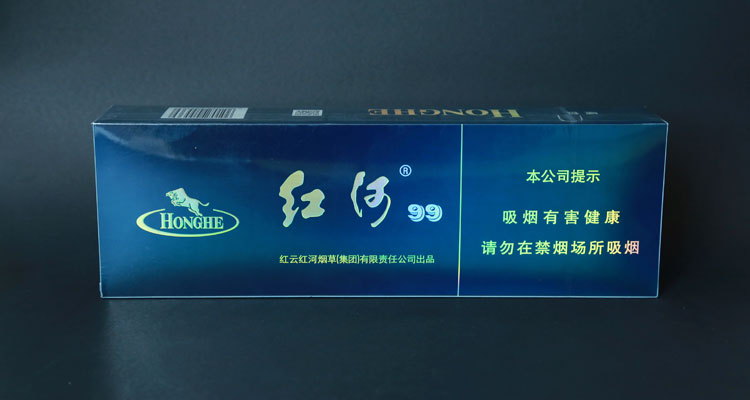 HONGHE
HONGHE
红河®99
红云红河烟草(集团)有限责任公司出品
本公司提示
吸烟有害健康
请勿在禁烟场所吸烟